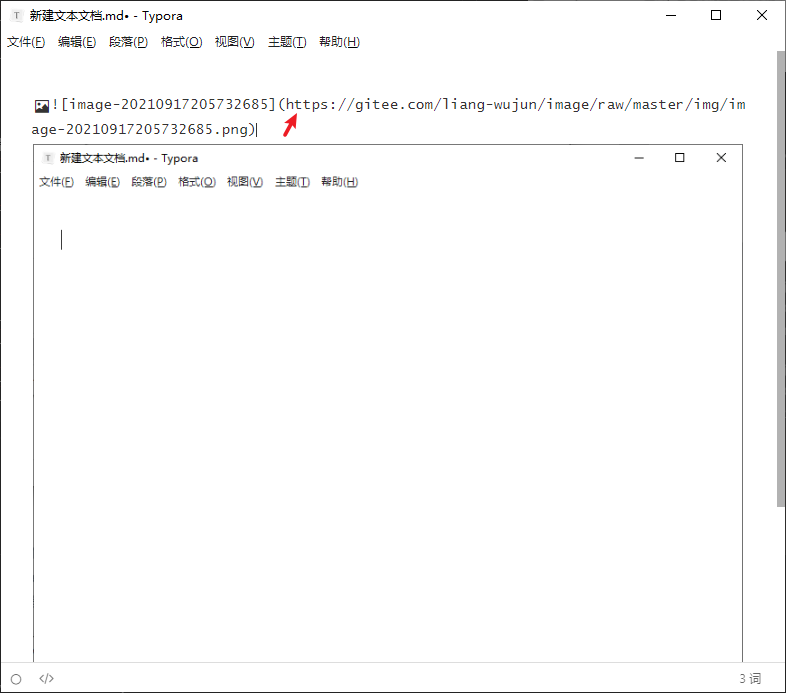 新建文本文档.md• - Typora
文件(F) 编辑(E) 段落(P) 格式(O) 视图(V) 主题(T) 帮助(H)
![image-20210917205732685](https://gitee.com/liang-wujun/image/raw/master/img/im
age-20210917205732685.png)
T 新建文本文档.md• - Typora
文件(F) 编辑(E) 段落(P) 格式(O) 视图(V) 主题(T) 帮助(H)
</> 3 词